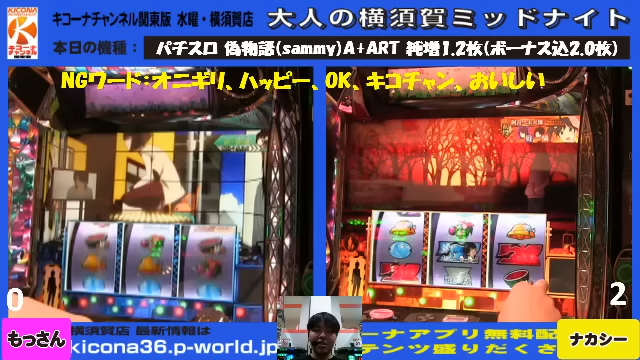 KICONA
キコーナ
キコーナチャンネル関東版 水曜・横須賀店
大人の横須賀ミッドナイト
本日の機種：
パチスロ 偽物語(sammy)A+ART 純増1.2枚(ボーナス込2.0枚)
NGワード:オニギリ、ハッピー、OK、キコチャン、おいしい
0
2
もっさん
ナカシー
横須賀店 最新情報は
kicona36.p-world.jp
ーナアプリ無料配
テンツ盛りだくさ